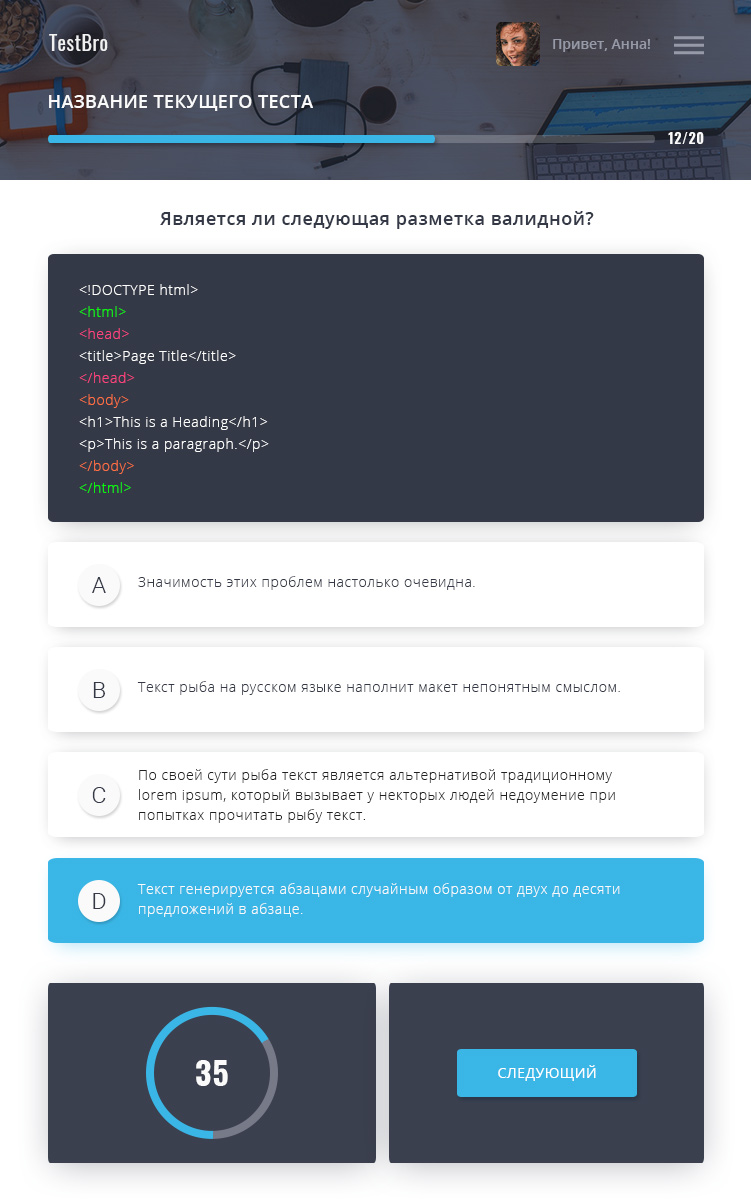 TestBro
Привет, Анна!
НАЗВАНИЕ ТЕКУЩЕГО ТЕСТА
12/20
Является ли следующая разметка валидной?
<!DOCTYPE html>
<html>
<head>
<title>Page Title</title>
</head>
<body>
<h1>This is a Heading</h1>
<p>This is a paragraph.</p>
</body>
</html>
A
Значимость этих проблем настолько очевидна.
B
Текст рыба на русском языке наполнит макет непонятным смыслом.
C
По своей сути рыба текст является альтернативой традиционному
lorem ipsum, который вызывает у некторых людей недоумение при
попытках прочитать рыбу текст.
D
Текст генерируется абзацами случайным образом от двух до десяти
предложений в абзаце.
35
СЛЕДУЮЩИЙ